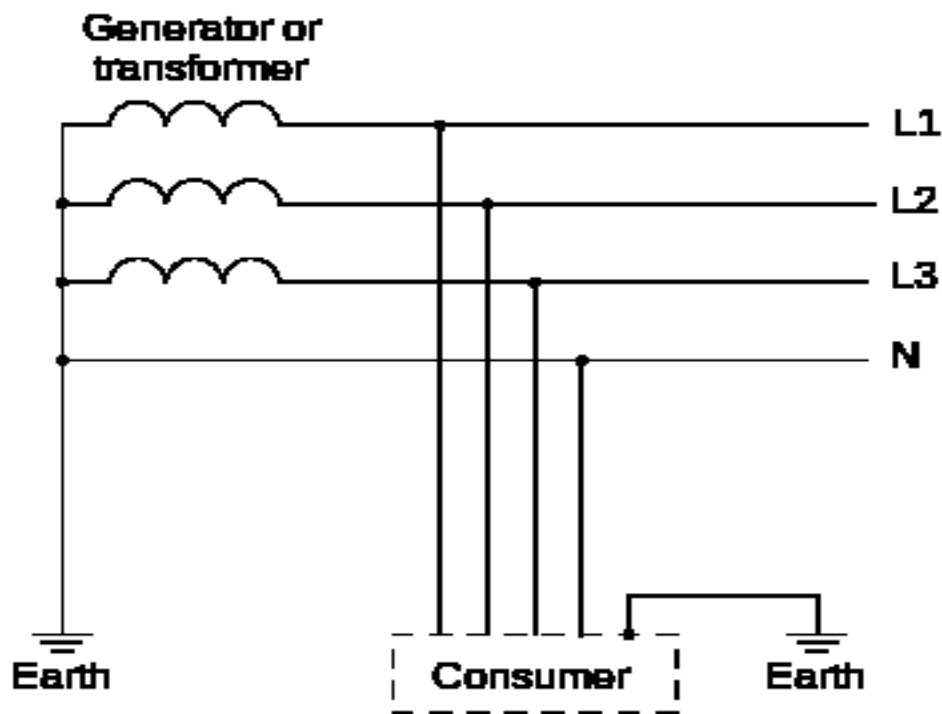 Generator or
transformer
L1
L2
L3
N
Earth
Consumer
Earth